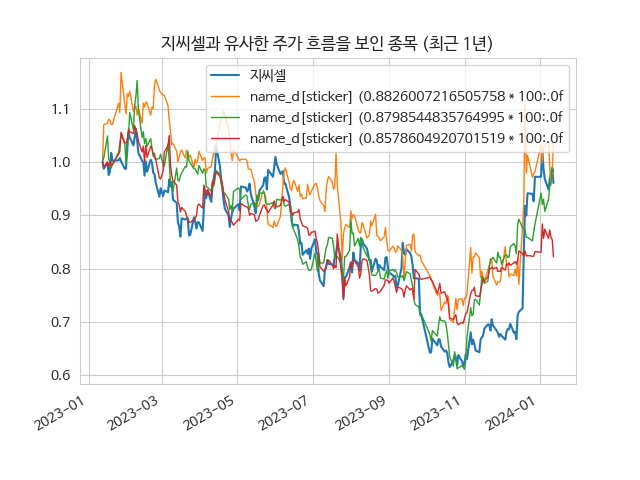 지씨셀과 유사한 주가 흐름을 보인 종목 (최근 1년)
지씨셀
name_d[sticker] (0.8826007216505758*100:.0f
name_d[sticker] (0.8798544835764995*100:.0f
name_d[sticker] (0.8578604920701519*100:.0f
1.1
1.0
0.9
0.8
0.7
0.6
2023-01
2023-03
2023-05
2023-07
2023-09
2023-11
2024-01